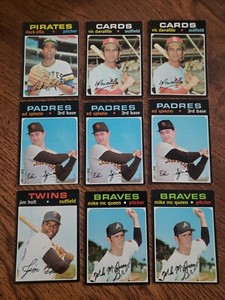 PIRATES
dock ellis • pitcher
CARDS
vic davalillo • outfield
CARDS
vic davalillo • outfield
PADRES
ed spiezio • 3rd base
PADRES
ed spiezio • 3rd base
PADRES
ed spiezio • 3rd base
TWINS
jim holt • outfield
BRAVES
mike mc queen • pitcher
BRAVES
mike mc queen • pitcher